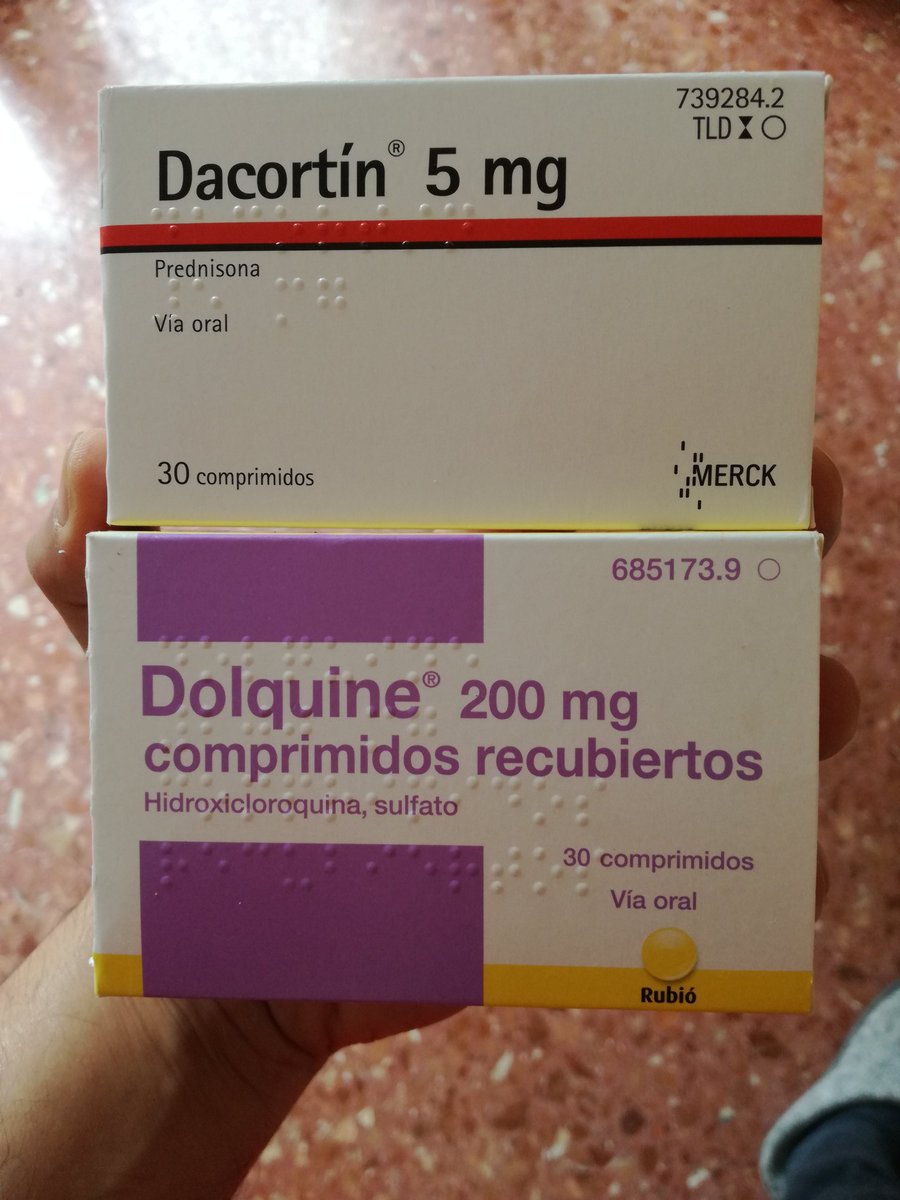 739284.2
TLD
Dacortín® 5 mg
Prednisona
Vía oral
30 comprimidos
MERCK
685173.9
Dolquine® 200 mg
comprimidos recubiertos
Hidroxicloroquina, sulfato
30 comprimidos
Vía oral
Rubió